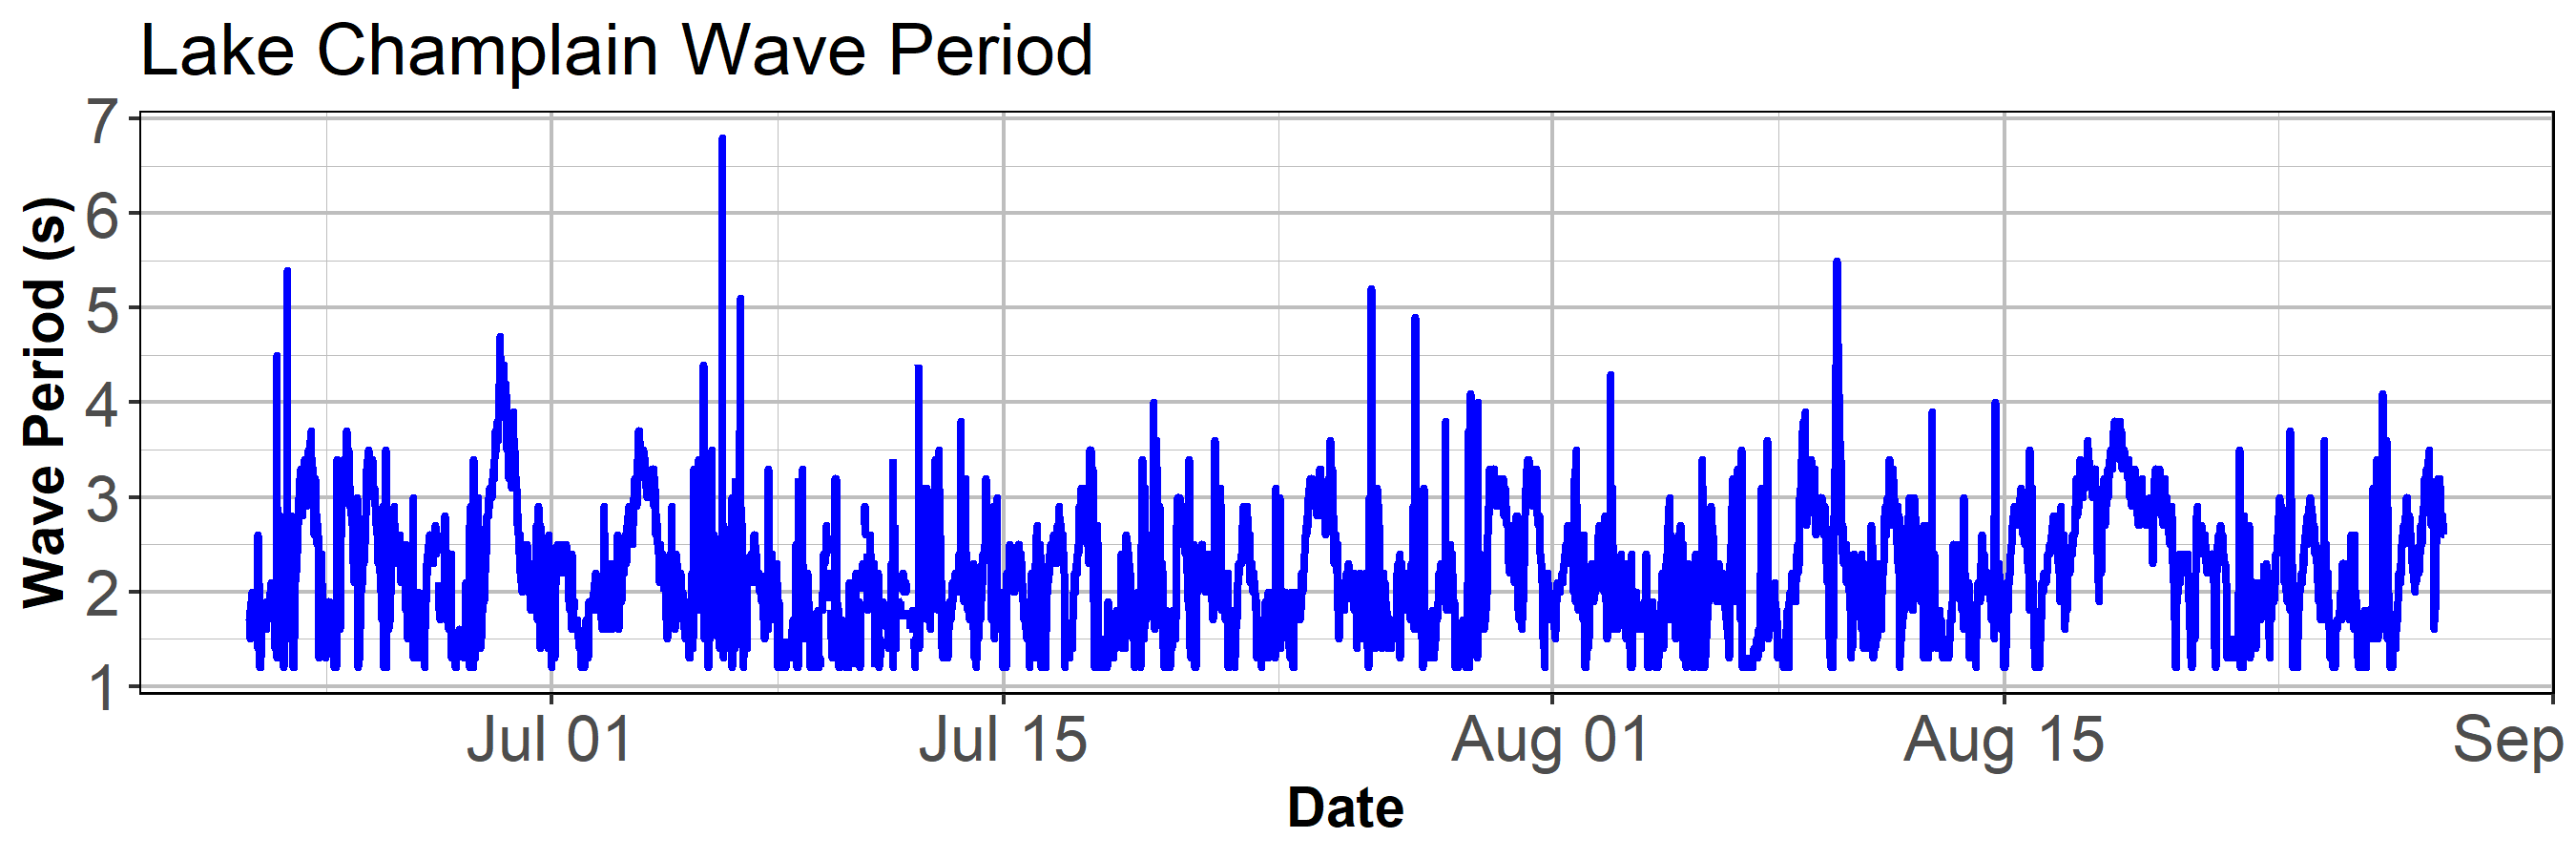 Lake Champlain Wave Period
Wave Period (s)
7
6
5
4
3
2
1
Jul 01
Jul 15
Aug 01
Aug 15
Sep
Date